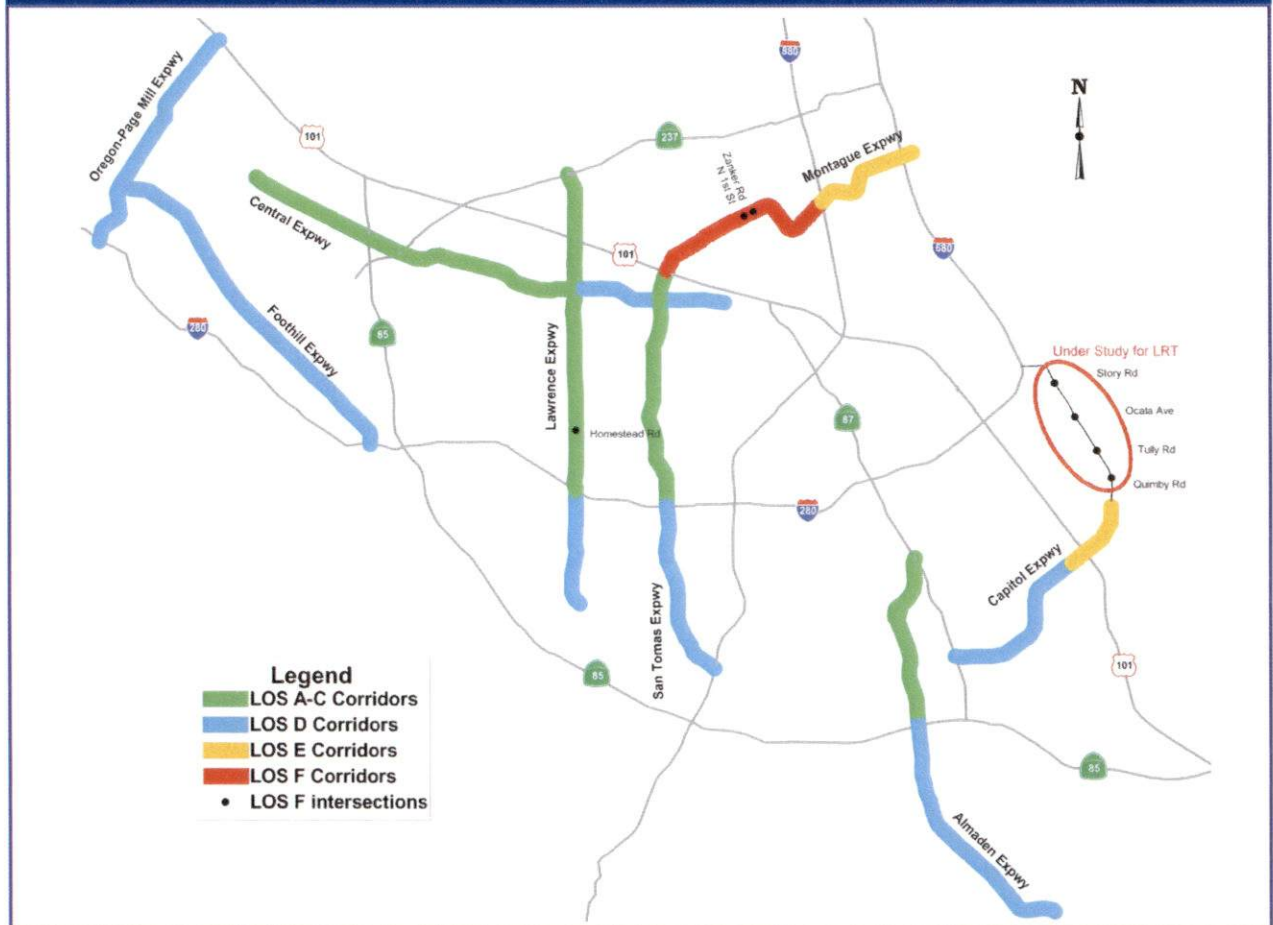 880
N
Oregon-Page Mill Expwy
101
237
Zanker Rd
N 1st St
Montague Expwy
Central Expwy
101
680
280
Foothill Expwy
85
Lawrence Expwy
Under Study for LRT
Story Rd
Ocata Ave
Tully Rd
Quimby Rd
87
Homestead Rd
280
Capitol Expwy
San Tomas Expwy
101
85
85
Almaden Expwy
Legend
LOS A-C Corridors
LOS D Corridors
LOS E Corridors
LOS F Corridors
LOS F intersections